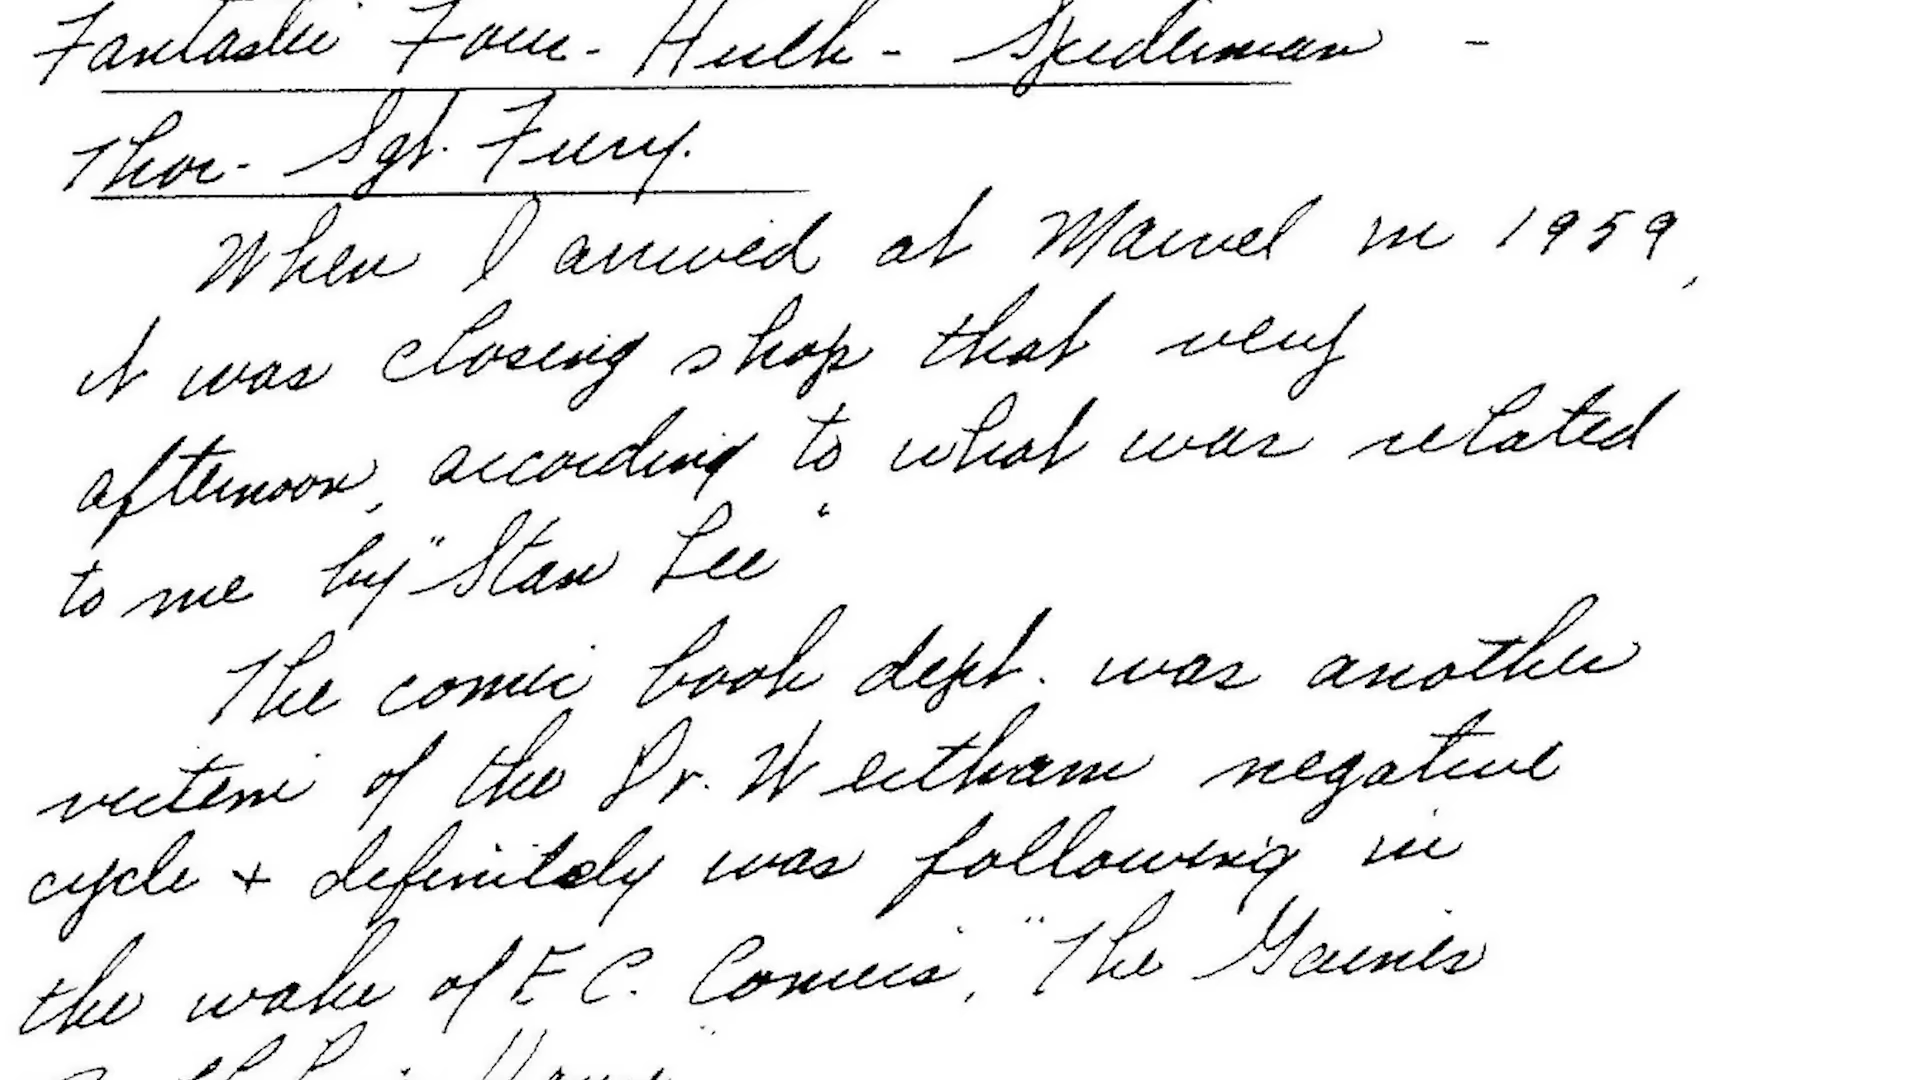 Fantastic Four - Hulk - Spiderman -
Thor - Sgt. Fury.
When I arrived at Marvel in 1959,
it was closing shop that very
afternoon, according to what was related
to me by "Stan Lee"
The comic book dept. was another
victim of the Dr. Wertham negative
cycle + definitely was following in
the wake of E C. Comics, "The Gaines